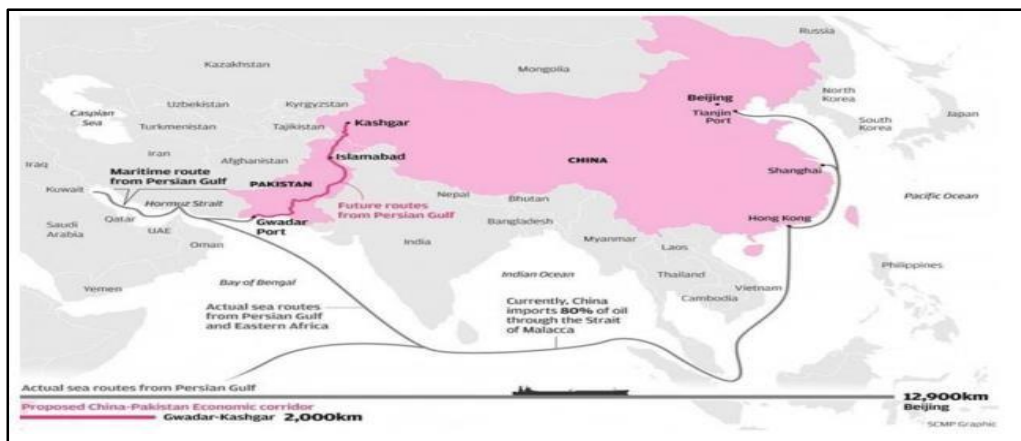 Russia
Kazakhstan
Mongolia
Uzbekistan
Kyrgyzstan
Beijing
Tianjin
Port
North
Korea
Japan
Caspian
Sea
Turkmenistan
Tajikistan
Kashgar
South
Korea
Iran
Afghanistan
Islamabad
CHINA
Shanghai
Iraq
Kuwait
Maritime route
from Persian Gulf
PAKISTAN
Nepal
Bhutan
Pacific Ocean
Hormuz Strait
Future routes
from Persian Gulf
Saudi
Arabia
Qatar
UAE
Gwadar
Port
Bangladesh
Hong Kong
Oman
India
Myanmar
Laos
Philippines
Yemen
Bay of Bengal
Indian Ocean
Thailand
Vietnam
Cambodia
Actual sea routes
from Persian Gulf
and Eastern Africa
Currently, China
imports 80% of oil
through the Strait
of Malacca
Actual sea routes from Persian Gulf
12,900km
Beijing
Proposed China-Pakistan Economic corridor
Gwadar-Kashgar 2,000km
SCMP Graphic